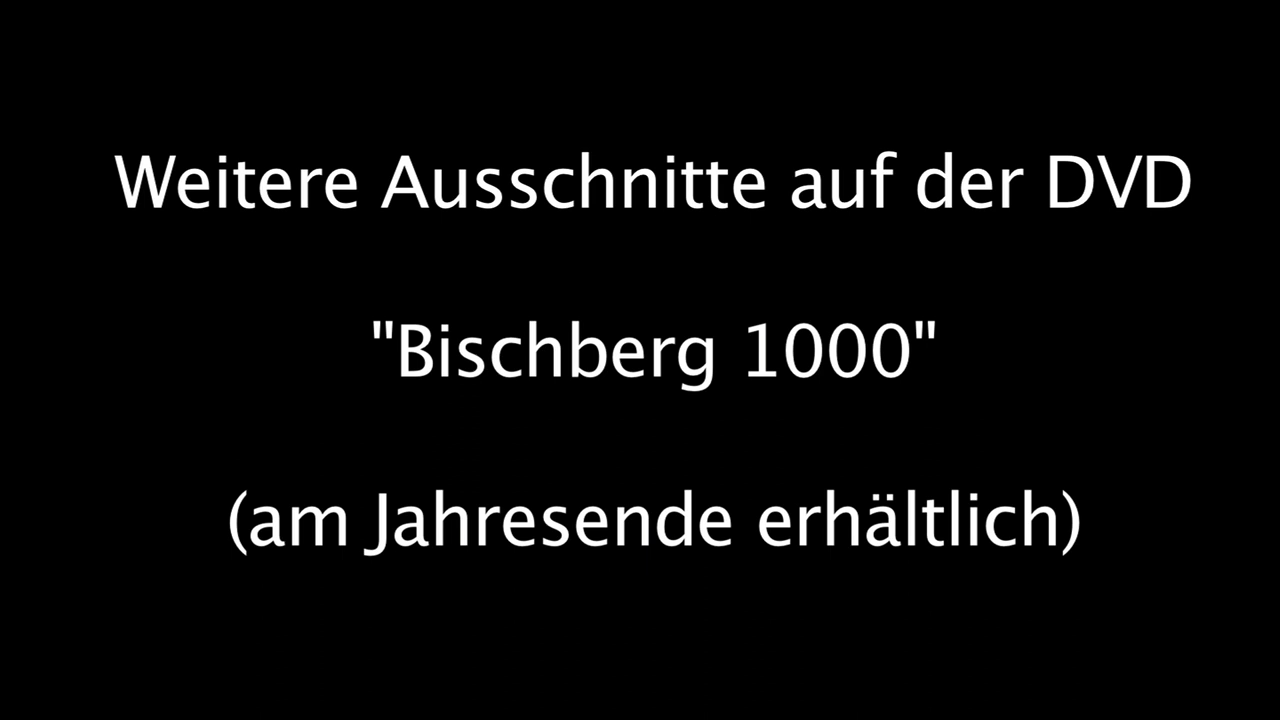 Weitere Ausschnitte auf der DVD
"Bischberg 1000"
(am Jahresende erhältlich)